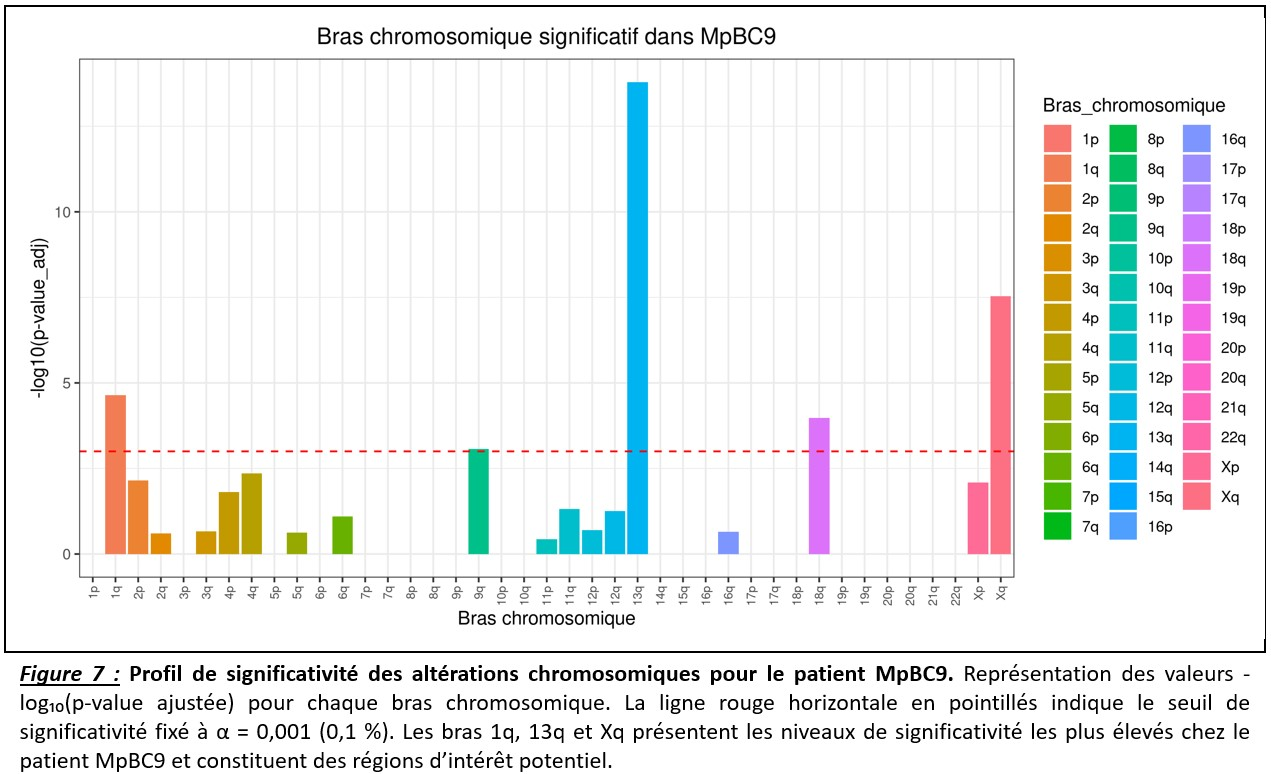 Bras chromosomique significatif dans MpBC9
-log10(p-value_adj)
10
5
0
1p 1q 2p 2q 3p 3q 4p 4q 5p 5q 6p 6q 7p 7q 8p 8q 9p 9q 10p 10q 11p 11q 12p 12q 13q 14q 15q 16p 16q 17p 17q 18p 18q 19p 19q 20p 20q 21q 22q Xp Xq
Bras chromosomique
Bras_chromosomique
1p 8p 16q
1q 8q 17p
2p 9p 17q
2q 9q 18p
3p 10p 18q
3q 10q 19p
4p 11p 19q
4q 11q 20p
5p 12p 20q
5q 12q 21q
6p 13q 22q
6q 14q Xp
7p 15q Xq
7q 16p
Figure 7 : Profil de significativité des altérations chromosomiques pour le patient MpBC9. Représentation des valeurs -
log₁₀(p-value ajustée) pour chaque bras chromosomique. La ligne rouge horizontale en pointillés indique le seuil de
significativité fixé à α = 0,001 (0,1 %). Les bras 1q, 13q et Xq présentent les niveaux de significativité les plus élevés chez le
patient MpBC9 et constituent des régions d’intérêt potentiel.